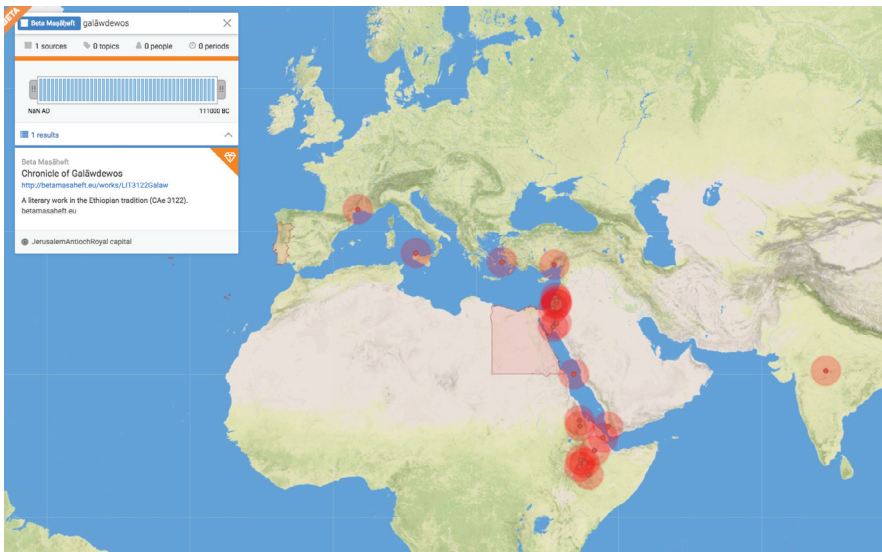 BETA
Beta Maṣāḥǝft galāwdewos
1 sources 0 topics 0 people 0 periods
NaN AD 111000 BC
1 results
Beta Maṣāḥeft
Chronicle of Galāwdewos
http://betamasaheft.eu/works/LIT3122Galaw
A literary work in the Ethiopian tradition (CAe 3122).
betamasaheft.eu
JerusalemAntiochRoyal capital